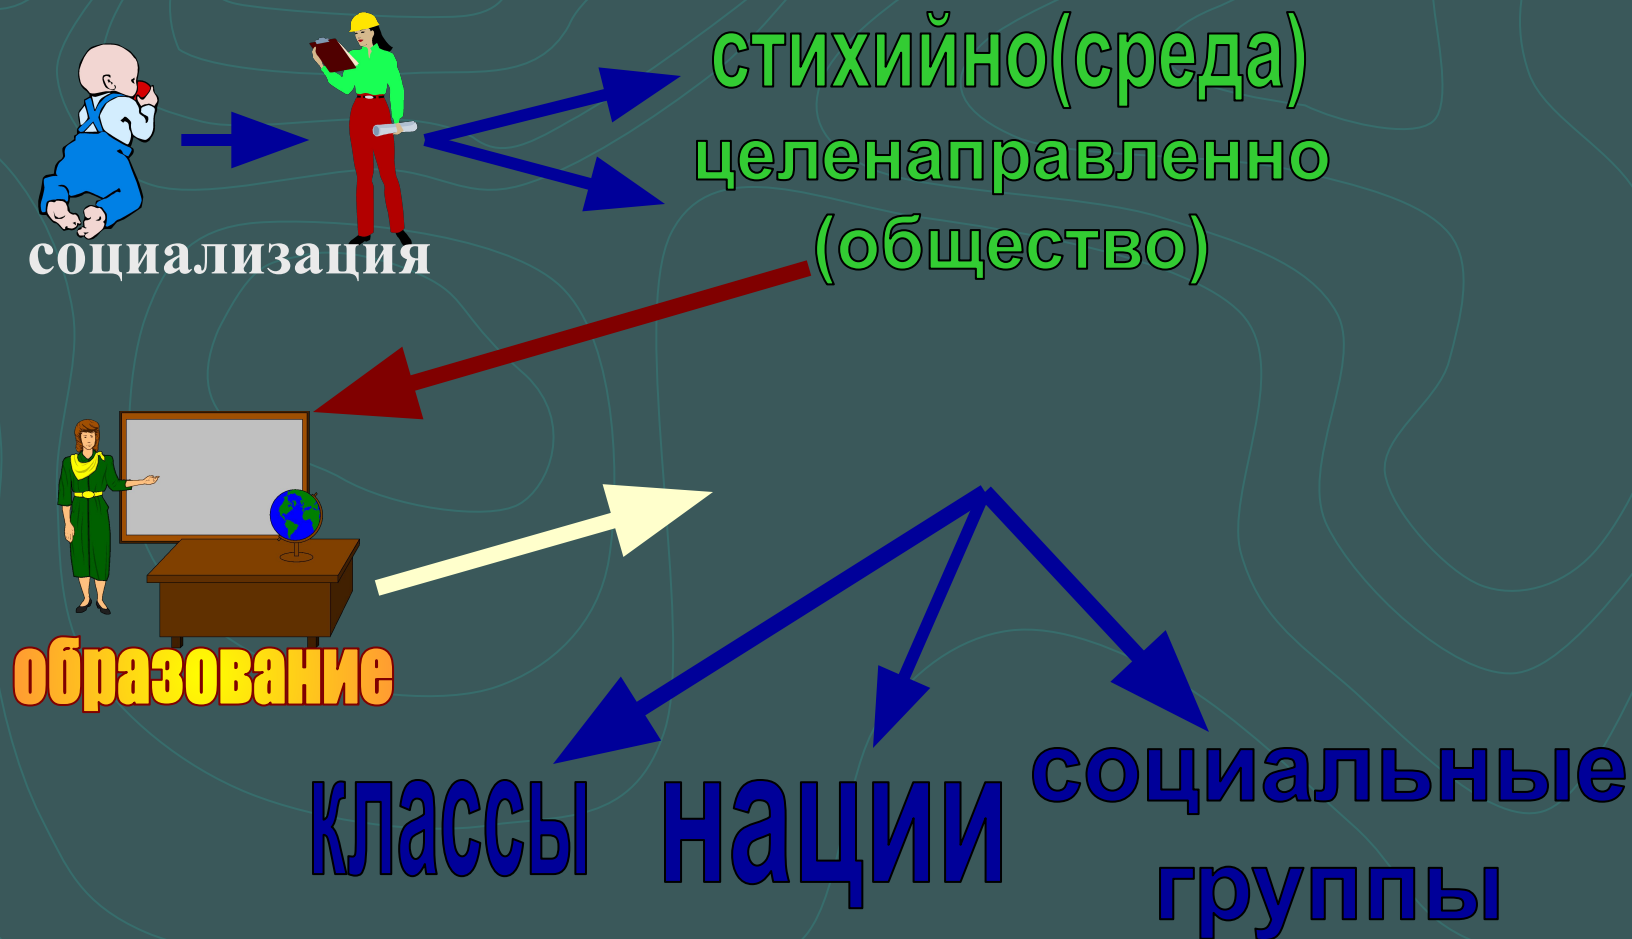 стихийно(среда)
целенаправленно
(общество)
социализация
образование
классы
нации
социальные
группы